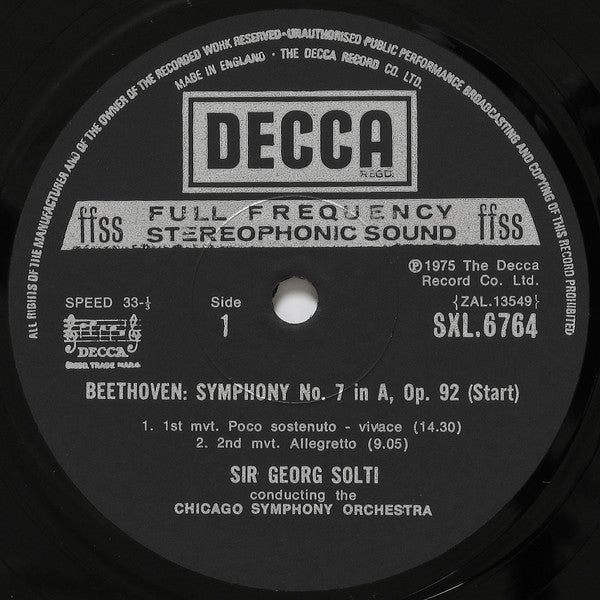 ALL RIGHTS OF THE MANUFACTURER AND OF THE OWNER OF THE RECORDED WORK RESERVED·UNAUTHORISED PUBLIC PERFORMANCE BROADCASTING AND COPYING OF THIS RECORD PROHIBITED
MADE IN ENGLAND · THE DECCA RECORD CO. LTD.
DECCA
REGD.
ffss FULL FREQUENCY STEREOPHONIC SOUND ffss
℗1975 The Decca
Record Co. Ltd.
SPEED 33-⅓ Side {ZAL.13549}
1 SXL.6764
DECCA
REGD. TRADE MARK
BEETHOVEN: SYMPHONY No. 7 in A, Op. 92 (Start)
1. 1st mvt. Poco sostenuto - vivace (14.30)
2. 2nd mvt. Allegretto (9.05)
SIR GEORG SOLTI
conducting the
CHICAGO SYMPHONY ORCHESTRA